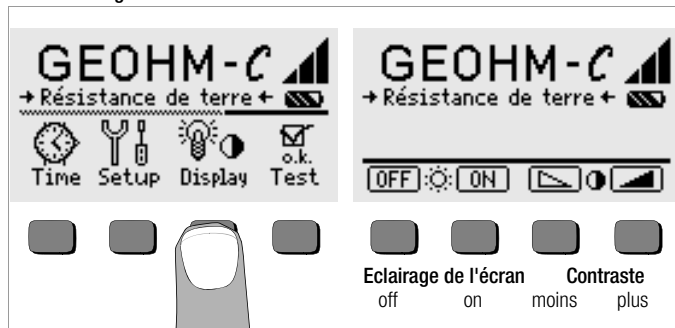 GEOHM-C
→ Résistance de terre ←
Time Setup Display o.k. Test
GEOHM-C
→ Résistance de terre ←
OFF ON
Eclairage de l'écran Contraste
off on moins plus